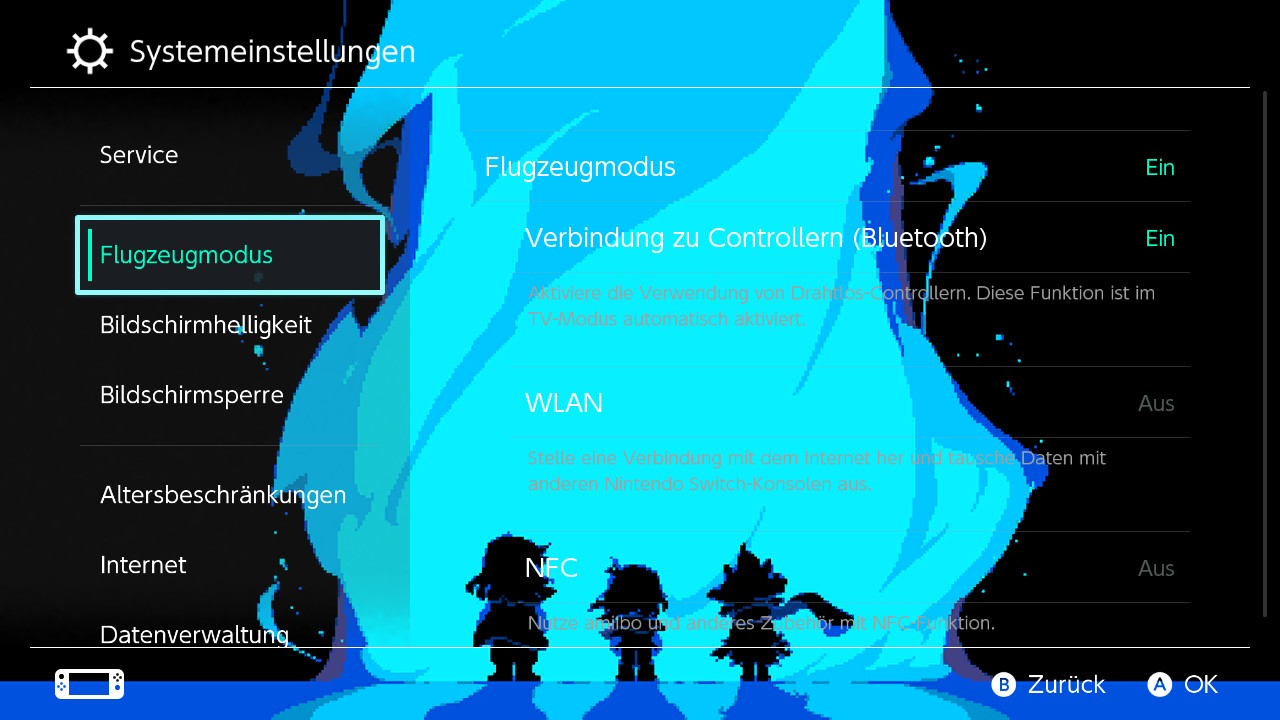 Systemeinstellungen
Service
Flugzeugmodus
Bildschirmhelligkeit
Bildschirmsperre
Altersbeschränkungen
Internet
Datenverwaltung
Flugzeugmodus Ein
Verbindung zu Controllern (Bluetooth) Ein
Aktiviere die Verwendung von Drahtlos-Controllern. Diese Funktion ist im
TV-Modus automatisch aktiviert.
WLAN Aus
Stelle eine Verbindung mit dem Internet her und tausche Daten mit
anderen Nintendo Switch-Konsolen aus.
NFC Aus
Nutze amiibo und anderes Zubehör mit NFC-Funktion.
B Zurück A OK